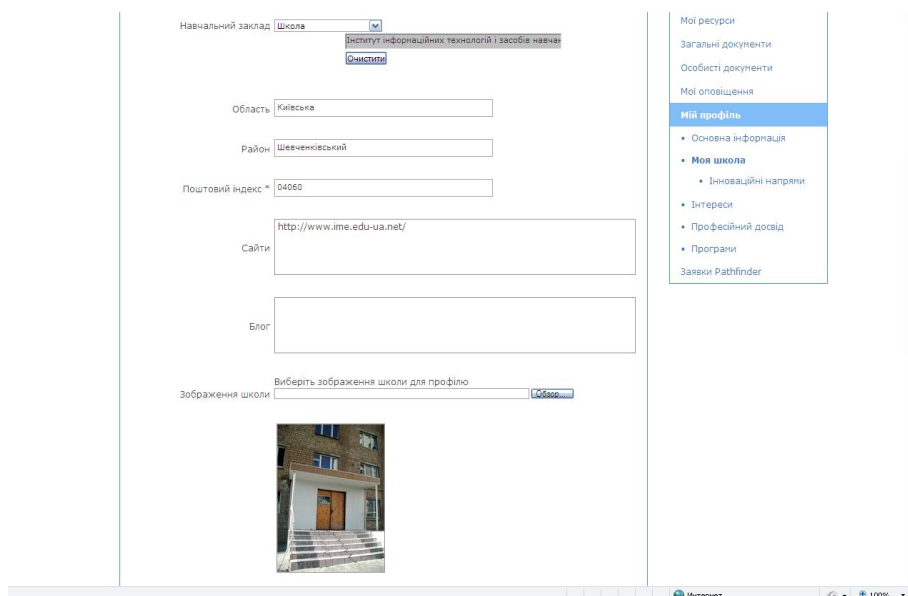 Навчальний заклад Школа
Інститут інформаційних технологій і засобів навчан
Очистити
Область Київська
Район Шевченківський
Поштовий індекс * 04060
Сайти http://www.ime.edu-ua.net/
Блог
Виберіть зображення школи для профілю
Зображення школи Обзор...
Мої ресурси
Загальні документи
Особисті документи
Мої оповіщення
Мій профіль
• Основна інформація
• Моя школа
• Інноваційні напрями
• Інтереси
• Професійний досвід
• Програми
Заявки Pathfinder
Интернет 100%